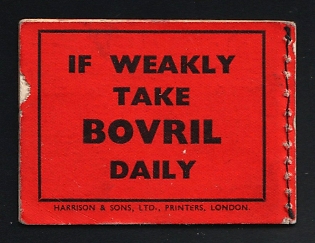 IF WEAKLY
TAKE
BOVRIL
DAILY
HARRISON & SONS, LTD., PRINTERS, LONDON.